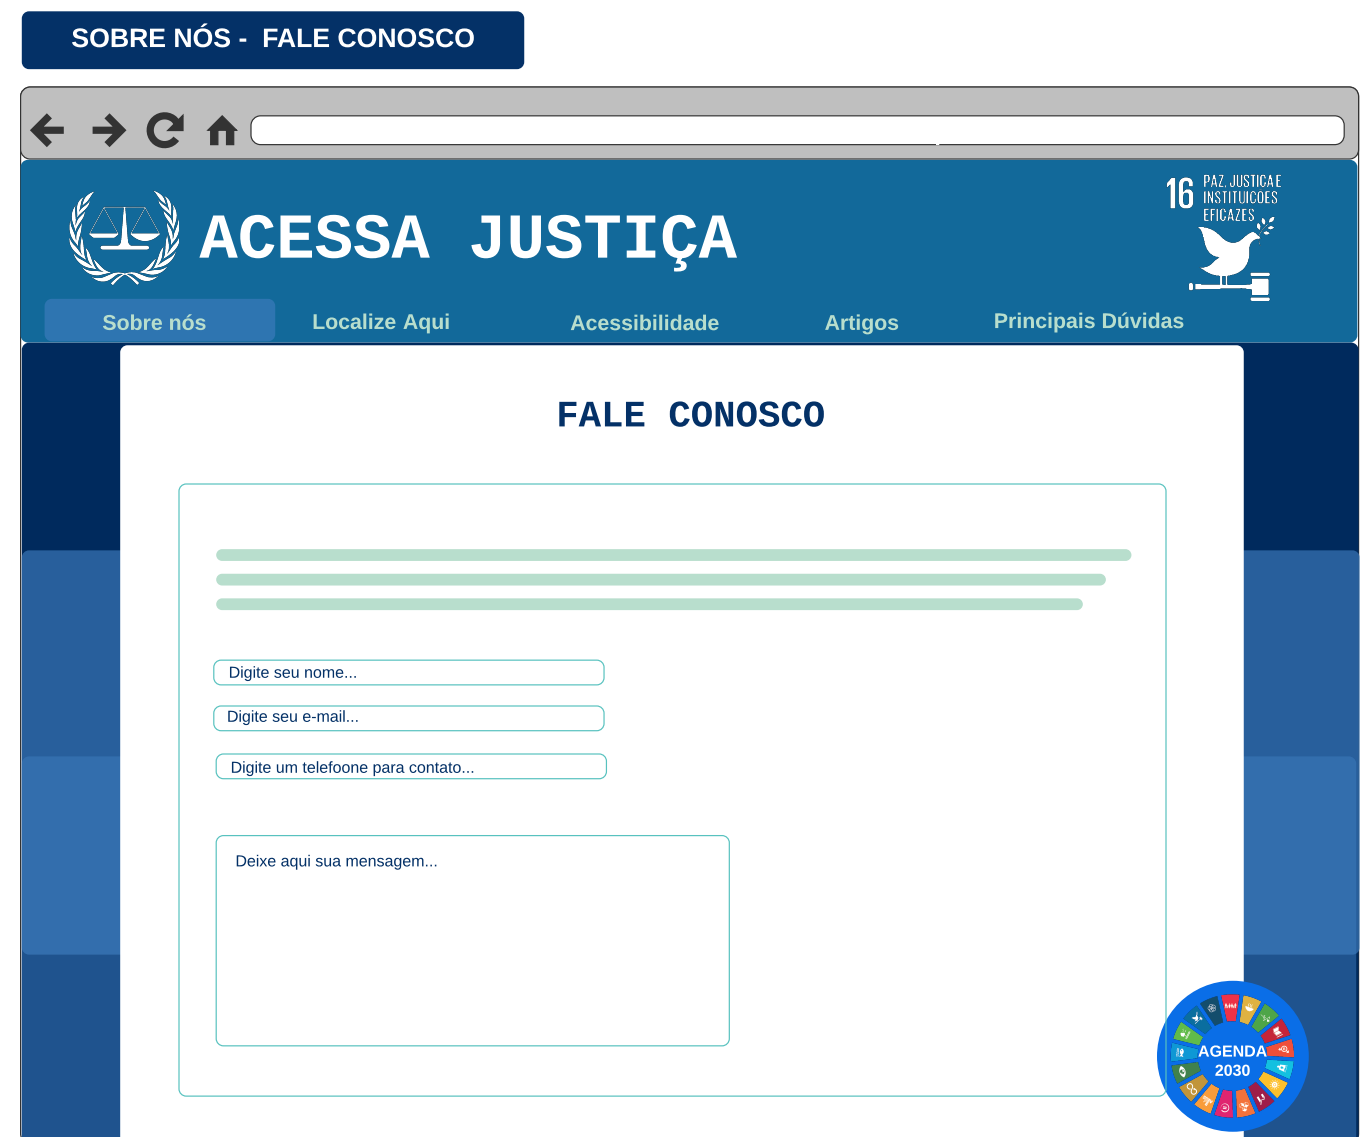 SOBRE NÓS - FALE CONOSCO
ACESSA JUSTIÇA
16 PAZ, JUSTIÇA E
INSTITUIÇÕES
EFICAZES
Sobre nós
Localize Aqui
Acessibilidade
Artigos
Principais Dúvidas
FALE CONOSCO
Digite seu nome...
Digite seu e-mail...
Digite um telefoone para contato...
Deixe aqui sua mensagem...
AGENDA
2030